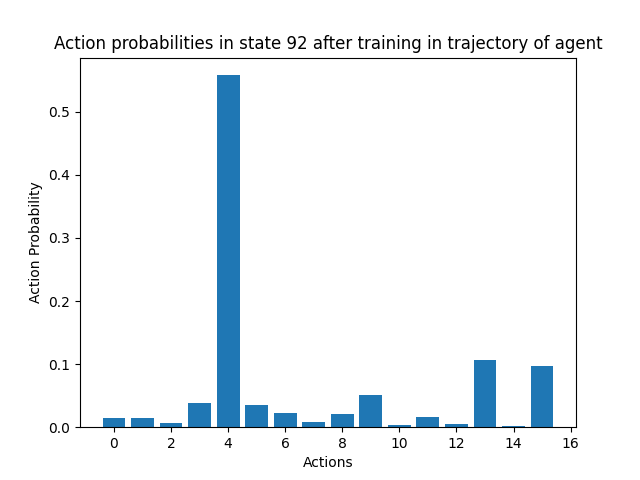 Action probabilities in state 92 after training in trajectory of agent
0.5
0.4
0.3
0.2
0.1
0.0
Action Probability
0 2 4 6 8 10 12 14 16
Actions